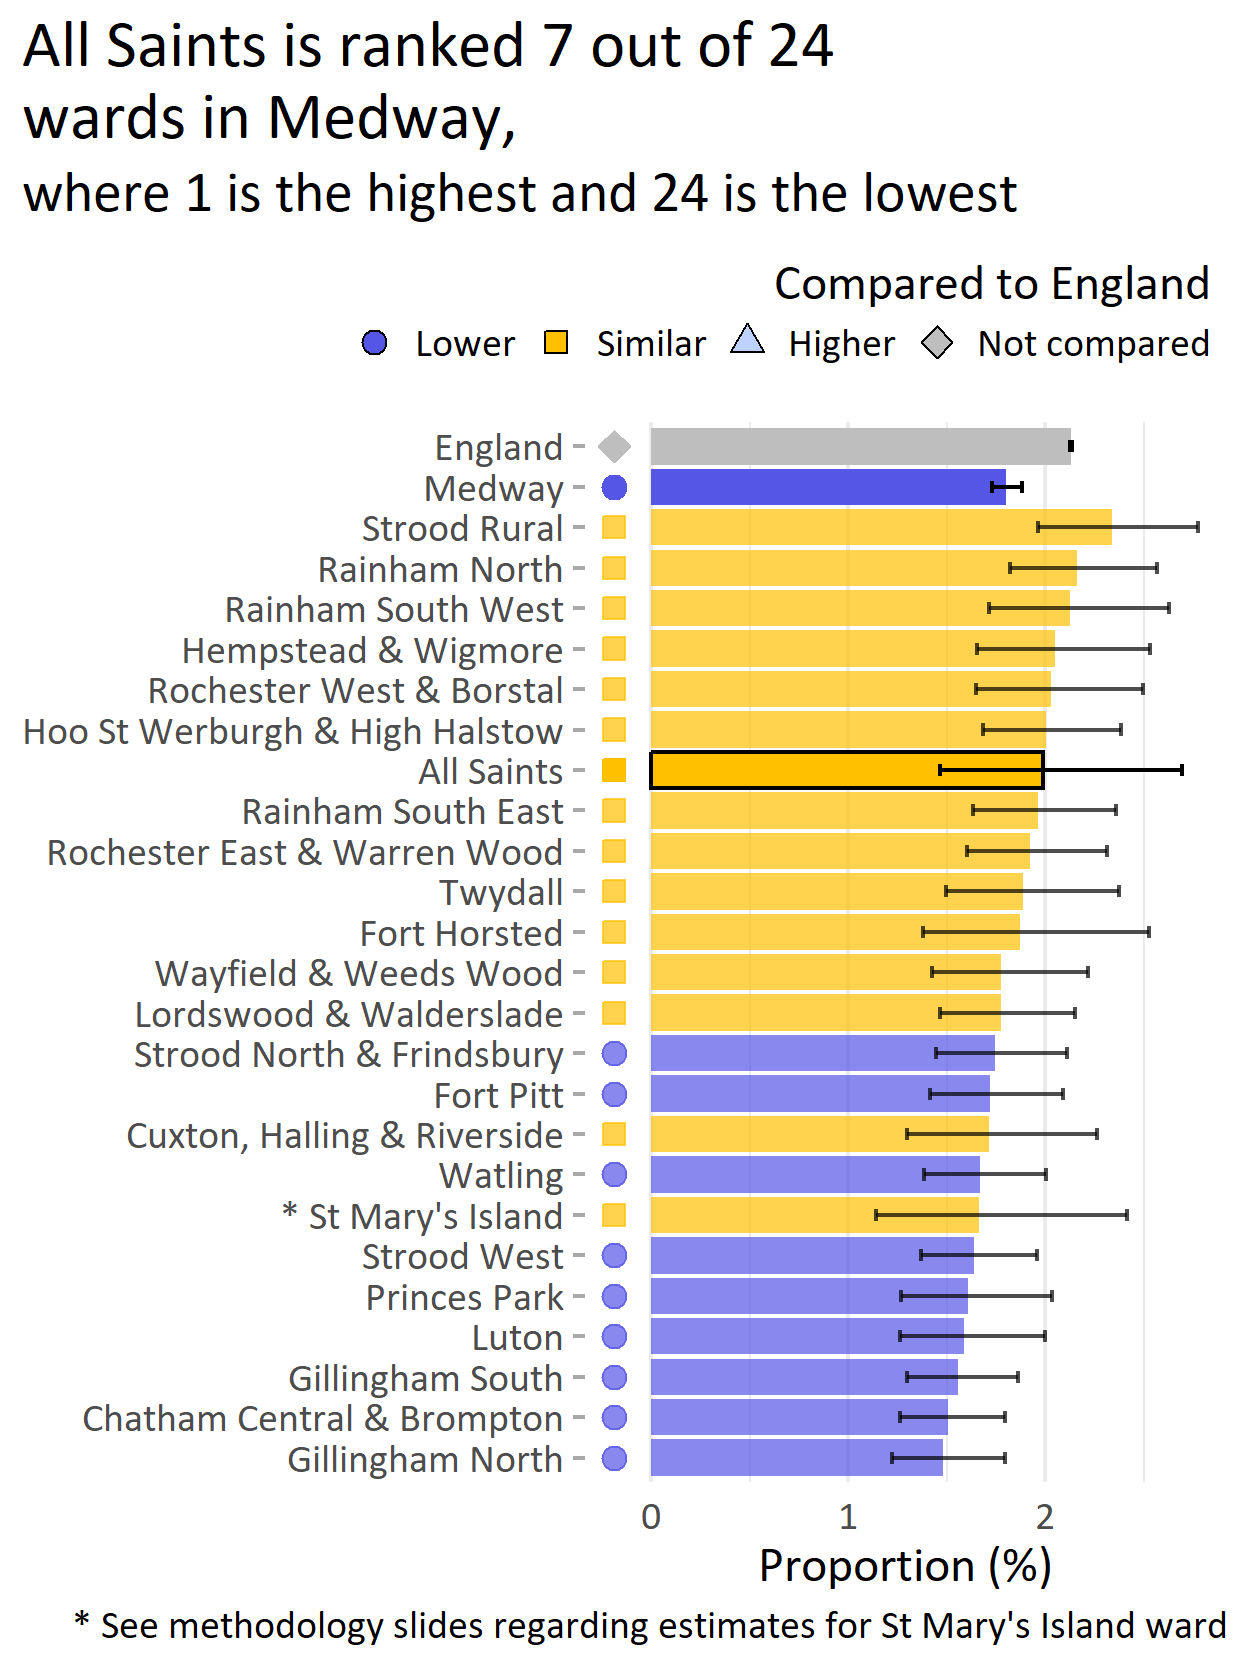 All Saints is ranked 7 out of 24
wards in Medway,
where 1 is the highest and 24 is the lowest
Compared to England
Lower Similar Higher Not compared
England
Medway
Strood Rural
Rainham North
Rainham South West
Hempstead & Wigmore
Rochester West & Borstal
Hoo St Werburgh & High Halstow
All Saints
Rainham South East
Rochester East & Warren Wood
Twydall
Fort Horsted
Wayfield & Weeds Wood
Lordswood & Walderslade
Strood North & Frindsbury
Fort Pitt
Cuxton, Halling & Riverside
Watling
* St Mary's Island
Strood West
Princes Park
Luton
Gillingham South
Chatham Central & Brompton
Gillingham North
0 1 2
Proportion (%)
* See methodology slides regarding estimates for St Mary's Island ward